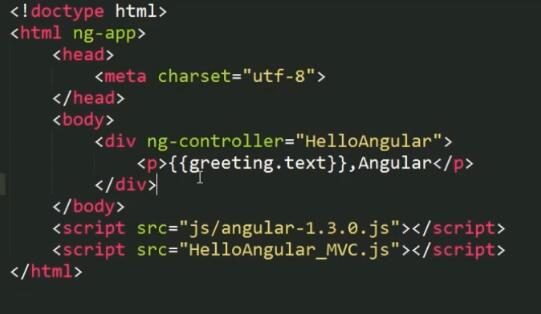 <!doctype html>
<html ng-app>
    <head>
        <meta charset="utf-8">
    </head>
    <body>
        <div ng-controller="HelloAngular">
            <p>{{greeting.text}},Angular</p>
        </div>
    </body>
    <script src="js/angular-1.3.0.js"></script>
    <script src="HelloAngular_MVC.js"></script>
</html>